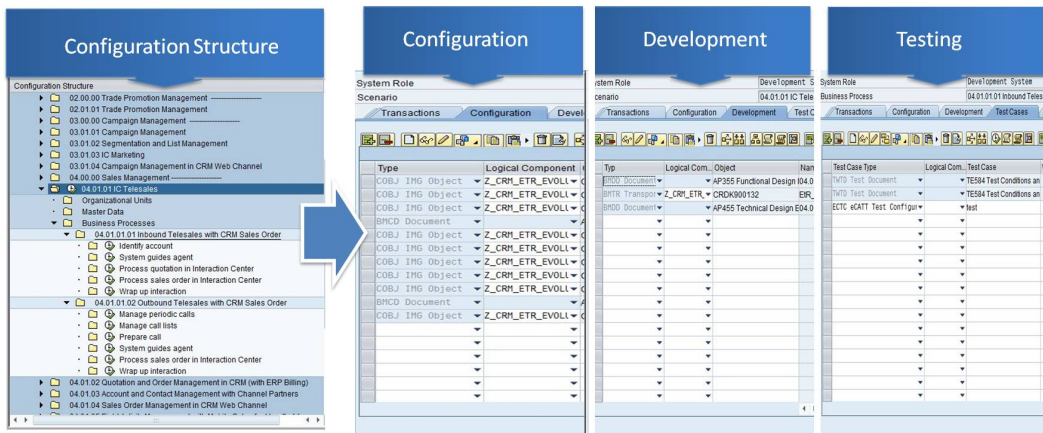 Configuration Structure
Configuration Structure
02.00.00 Trade Promotion Management
02.01.01 Trade Promotion Management
03.00.00 Campaign Management
03.01.01 Campaign Management
03.01.02 Segmentation and List Management
03.01.03 IC Marketing
03.01.04 Campaign Management in CRM Web Channel
04.00.00 Sales Management
04.01.01 IC Telesales
Organizational Units
Master Data
Business Processes
04.01.01.01 Inbound Telesales with CRM Sales Order
Identify account
System guides agent
Process quotation in Interaction Center
Process sales order in Interaction Center
Wrap up interaction
04.01.01.02 Outbound Telesales with CRM Sales Order
Manage periodic calls
Manage call lists
Prepare call
System guides agent
Process sales order in Interaction Center
Wrap up interaction
04.01.02 Quotation and Order Management in CRM (with ERP Billing)
04.01.03 Account and Contact Management with Channel Partners
04.01.04 Sales Order Management in CRM Web Channel
Configuration
System Role
Scenario
Transactions Configuration Devel
Type Logical Component
COBJ IMG Object Z_CRM_ETR_EVOLL
COBJ IMG Object Z_CRM_ETR_EVOLL
COBJ IMG Object Z_CRM_ETR_EVOLL
BMCD Document
COBJ IMG Object Z_CRM_ETR_EVOLL
COBJ IMG Object Z_CRM_ETR_EVOLL
COBJ IMG Object Z_CRM_ETR_EVOLL
COBJ IMG Object Z_CRM_ETR_EVOLL
COBJ IMG Object Z_CRM_ETR_EVOLL
BMCD Document
COBJ IMG Object Z_CRM_ETR_EVOLL
Development
ystem Role Development S
cenario 04.01.01 IC Tele
Transactions Configuration Development Test C
Typ Logical Com... Object Nam
BMDD Document AP355 Functional Design I04.0
BMTR Transpor Z_CRM_ETR_ CRDK900132 EtR_
BMDD Document AP455 Technical Design E04.0
Testing
System Role Development System
Business Process 04.01.01.01 Inbound Teles
Transactions Configuration Development Test Cases
Test Case Type Logical Com... Test Case
TWTD Test Document TE584 Test Conditions an
TWTD Test Document TE584 Test Conditions an
ECTC eCATT Test Configur test